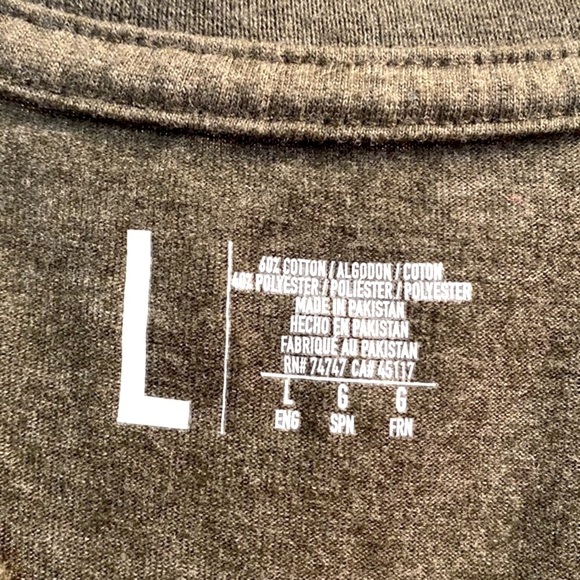 L
60% COTTON / ALGODON / COTON
40% POLYESTER / POLIESTER / POLYESTER
MADE IN PAKISTAN
HECHO EN PAKISTAN
FABRIQUE AU PAKISTAN
RN# 74747 CA# 45117
L G G
ENG SPN FRN